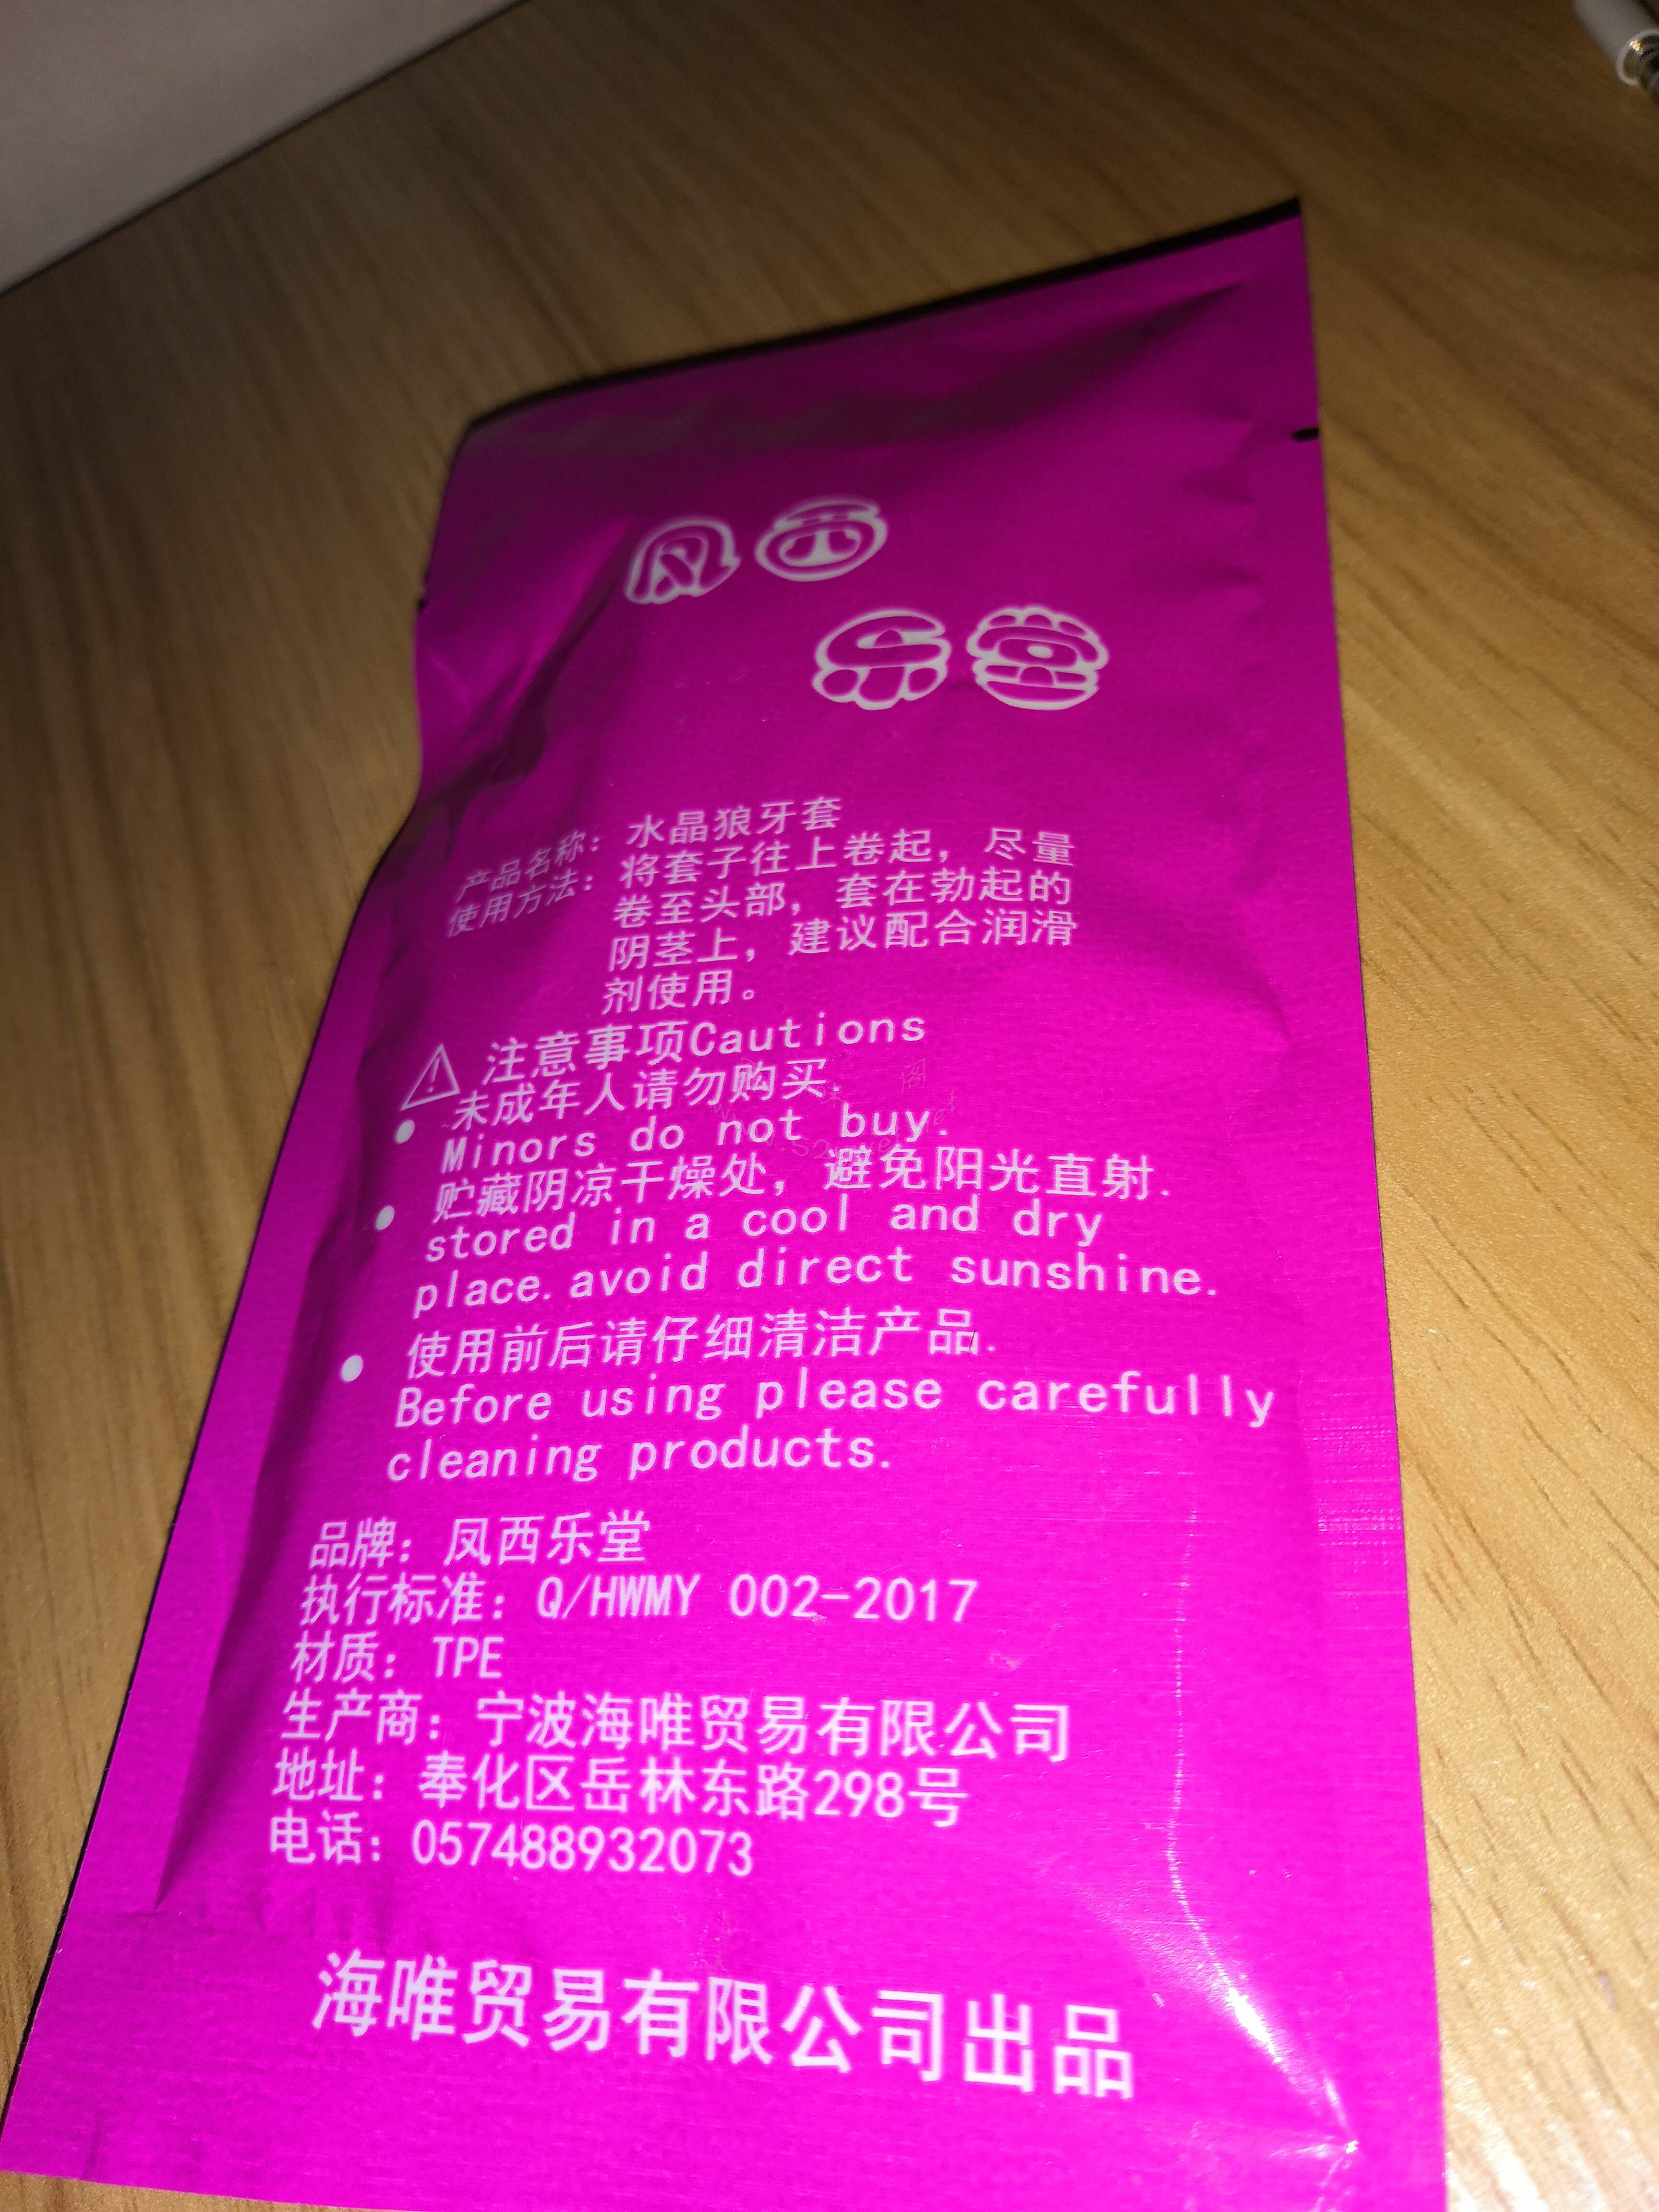 凤西
乐堂
产品名称：水晶狼牙套
使用方法：将套子往上卷起，尽量
卷至头部，套在勃起的
阴茎上，建议配合润滑
剂使用。
注意事项Cautions
● 未成年人请勿购买.
Minors do not buy.
● 贮藏阴凉干燥处，避免阳光直射.
stored in a cool and dry
place.avoid direct sunshine.
● 使用前后请仔细清洁产品.
Before using please carefully
cleaning products.
品牌：凤西乐堂
执行标准：Q/HWMY 002-2017
材质：TPE
生产商：宁波海唯贸易有限公司
地址：奉化区岳林东路298号
电话：057488932073
海唯贸易有限公司出品